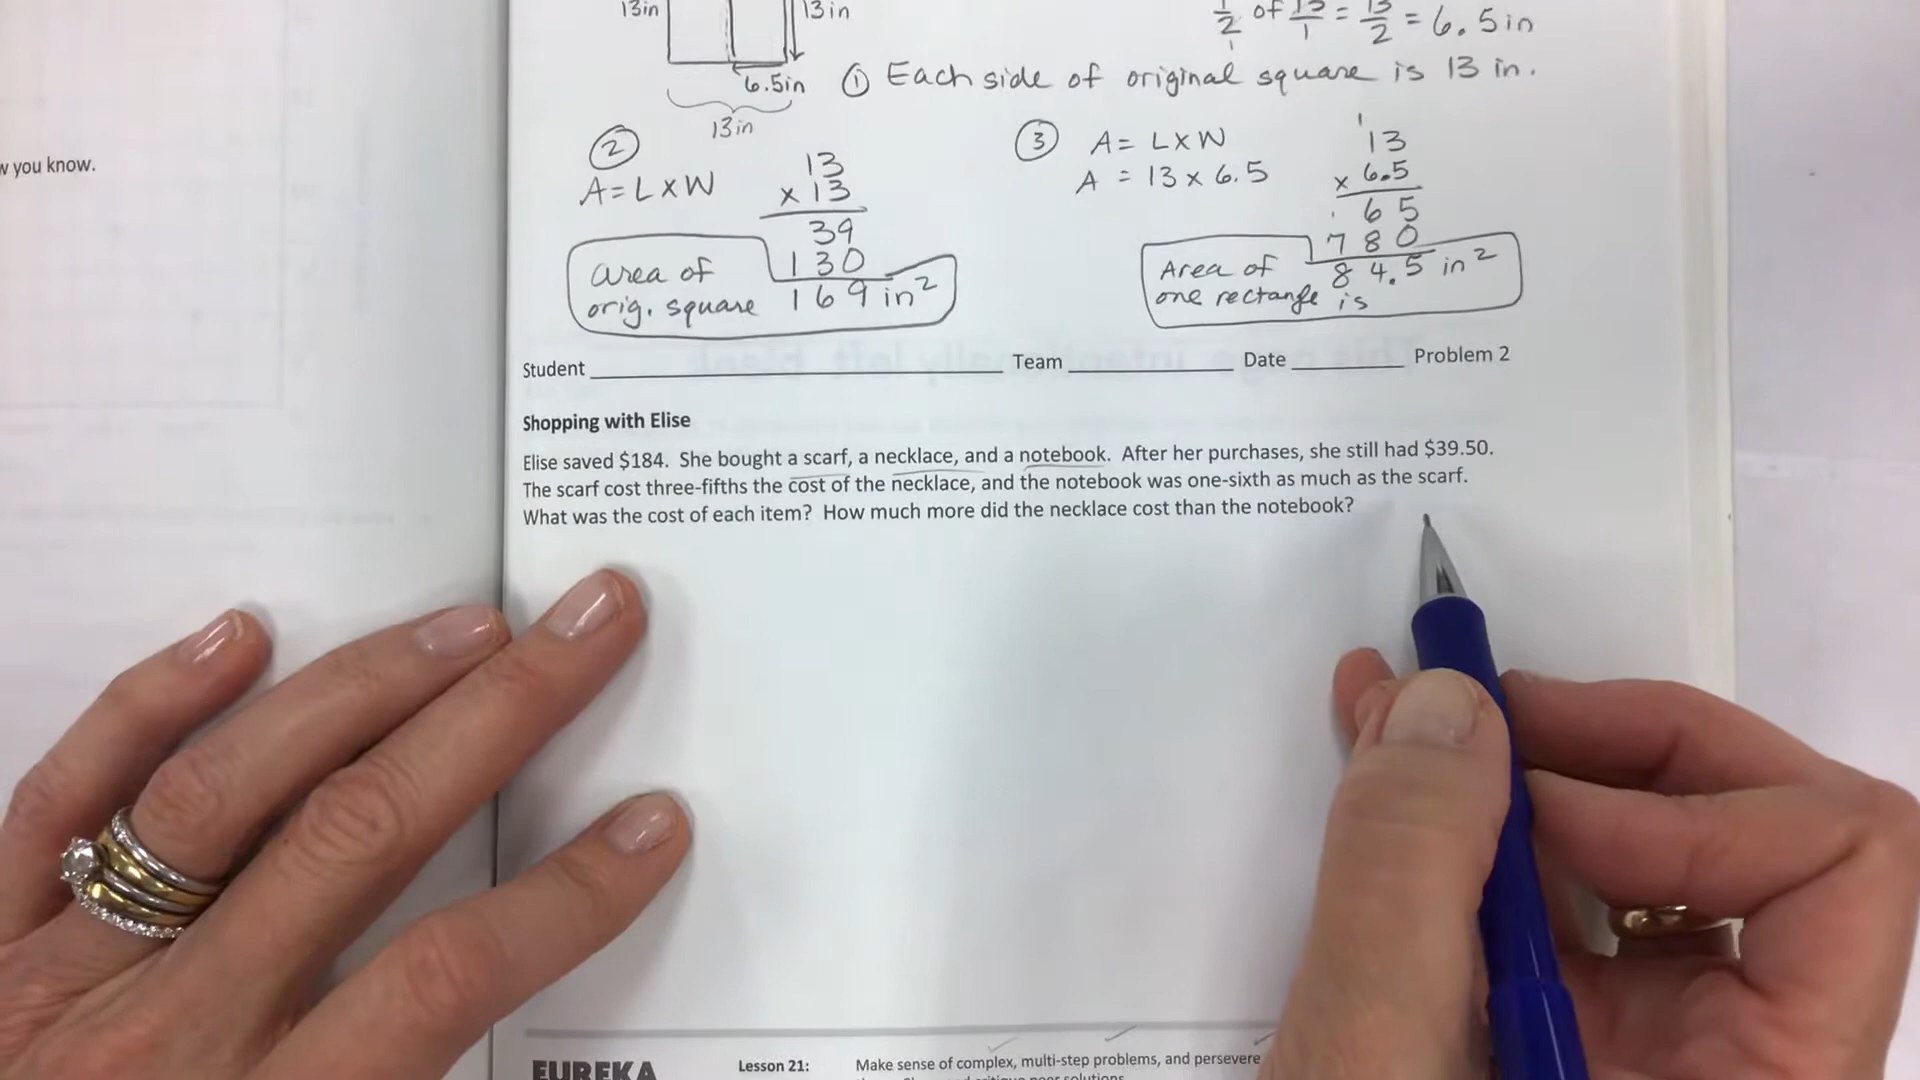 13in 13in
1/2 of 13/1 = 13/2 = 6.5in
1
6.5in
① Each side of original square is 13 in.
13in
②
A=LxW
13
x 13
39
130
169 in²
area of
orig. square
③ A= LxW
A = 13 x 6.5
1
13
x 6.5
65
780
84.5 in²
Area of
one rectangle is
w you know.
Student Team Date Problem 2
Shopping with Elise
Elise saved $184. She bought a scarf, a necklace, and a notebook. After her purchases, she still had $39.50.
The scarf cost three-fifths the cost of the necklace, and the notebook was one-sixth as much as the scarf.
What was the cost of each item? How much more did the necklace cost than the notebook?
EUREKA
Lesson 21: Make sense of complex, multi-step problems, and persevere